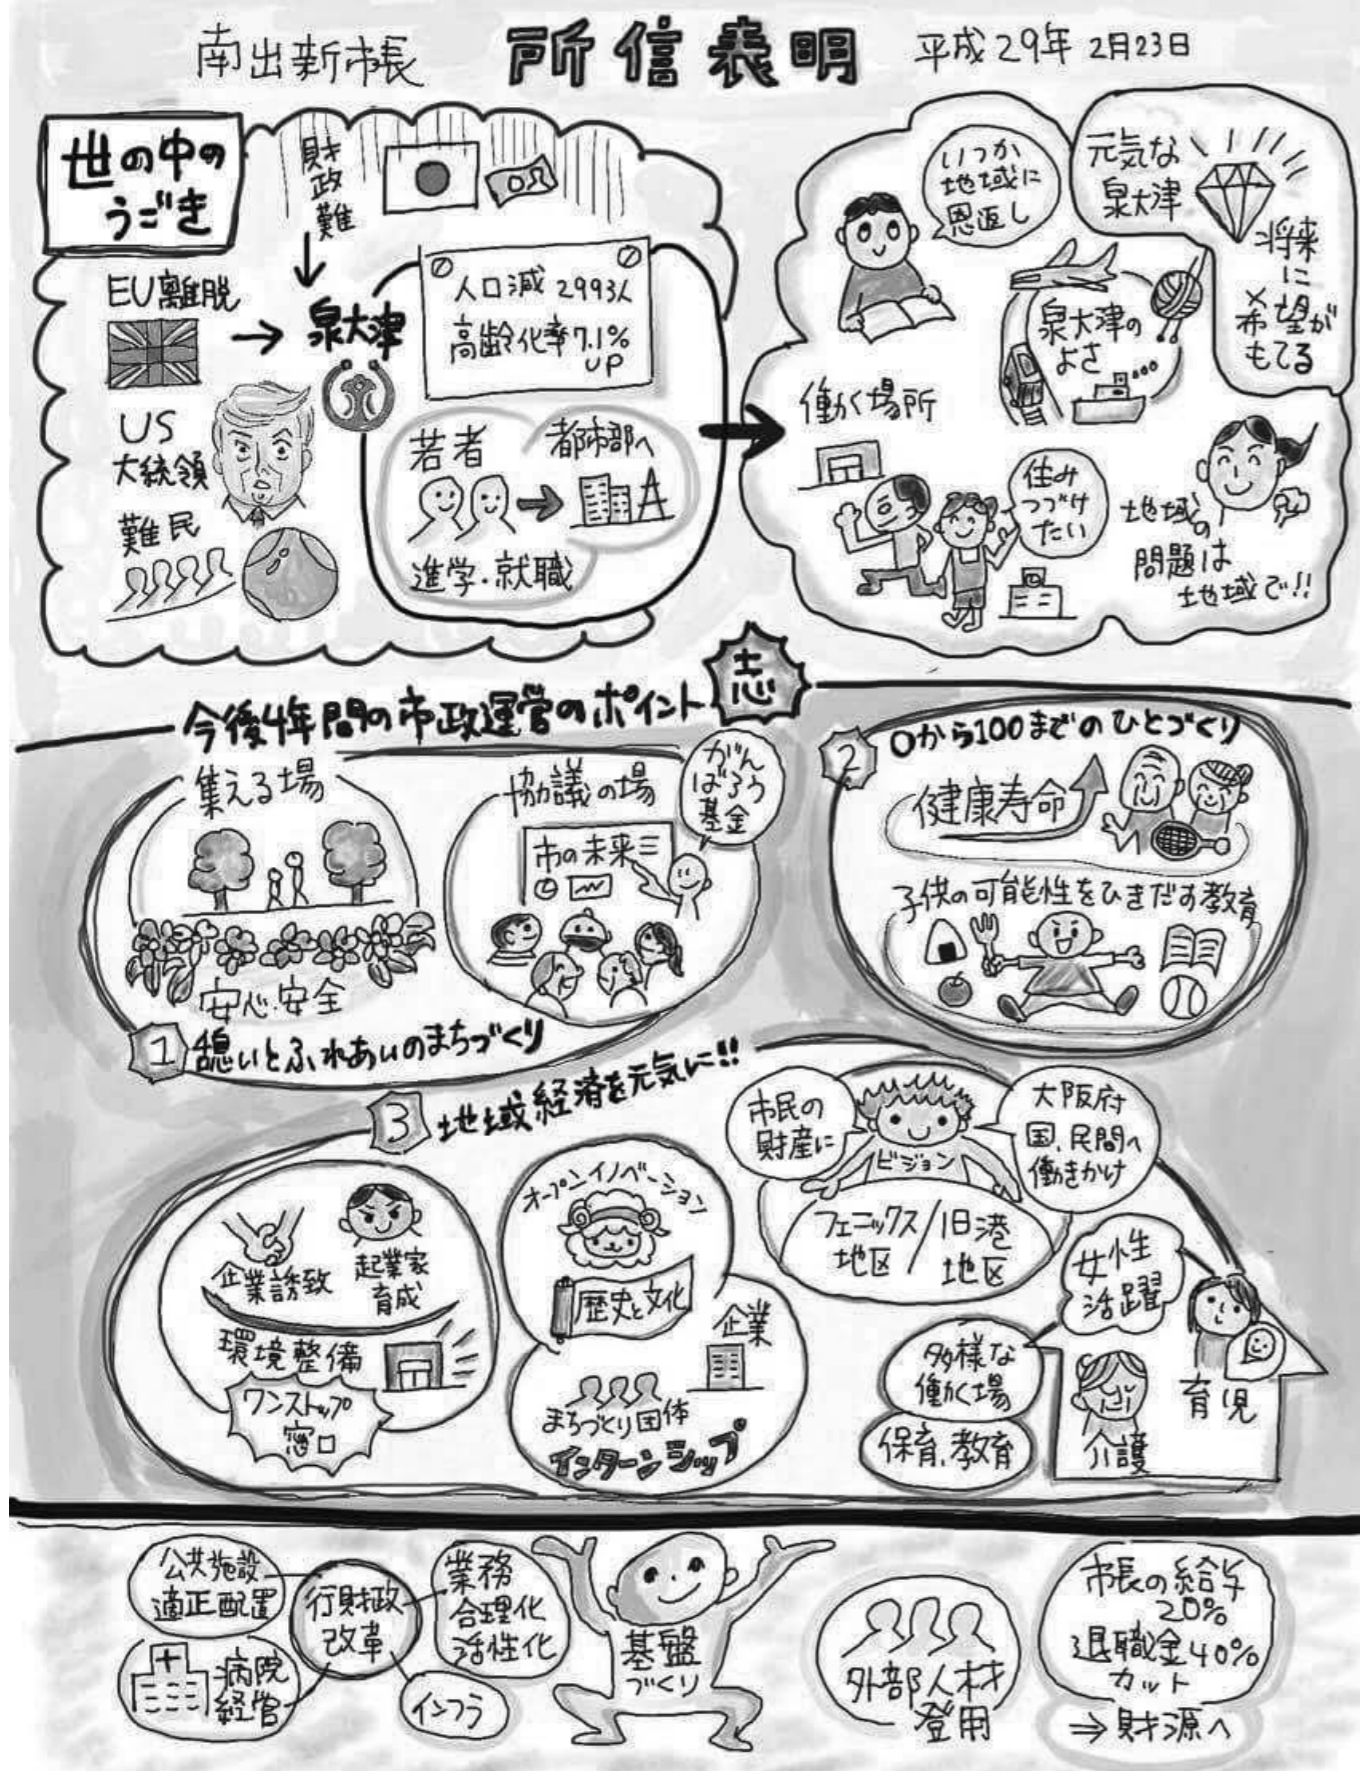 南出新市長
所信表明
平成29年 2月23日
世の中の
うごき
財政難
EU離脱
泉大津
人口減 2993人
高齢化率7.1%
UP
US
大統領
難民
若者
都市部へ
進学・就職
いつか
地域に
恩返し
元気な
泉大津
将来
に
希望が
もてる
泉大津の
よさ
働く場所
住み
つづけ
たい
地域の
問題は
地域で!!
志
今後4年間の市政運営のポイント
集える場
安心・安全
協議の場
がん
ばろう
基金
市の未来
1 憩いとふれあいのまちづくり
2 0から100までのひとづくり
健康寿命
子供の可能性をひきだす教育
3 地域経済を元気に!!
企業誘致
起業家
育成
環境整備
ワンストップ
窓口
オープンイノベーション
歴史と文化
企業
まちづくり団体
インターンシップ
市民の
財産に
ビジョン
大阪府
国、民間へ
働きかけ
フェニックス
地区
/
旧港
地区
女性
活躍
多様な
働く場
保育、教育
育児
介護
公共施設
適正配置
行財政
改革
業務
合理化
活性化
病院
経営
インフラ
基盤
づくり
外部人材
登用
市長の給与
20%
退職金40%
カット
⇒財源へ